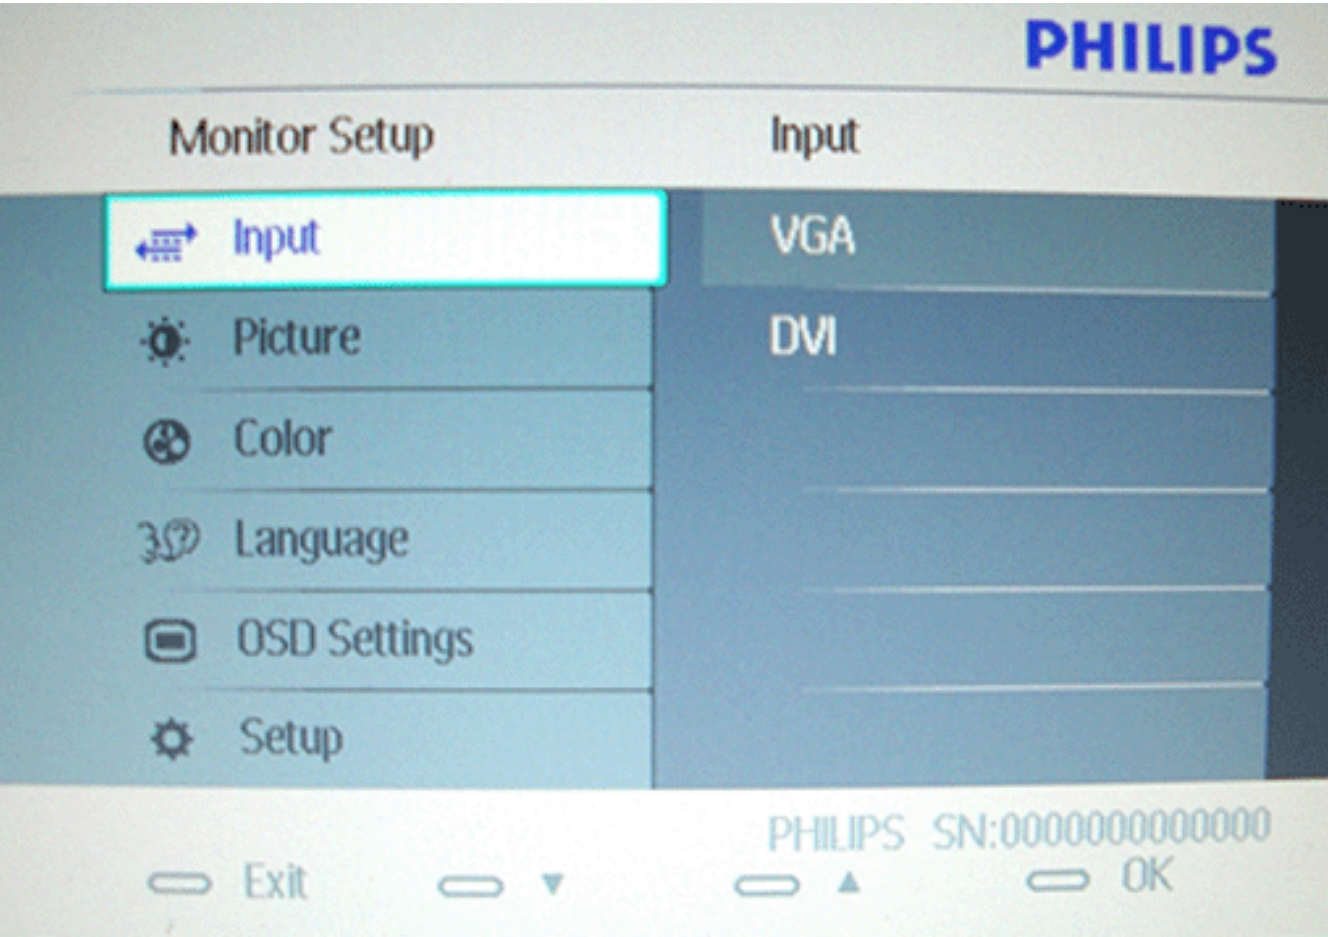 PHILIPS
Monitor Setup
Input
Input
VGA
Picture
DVI
Color
Language
OSD Settings
Setup
PHILIPS SN:0000000000000
Exit ▼ ▲ OK